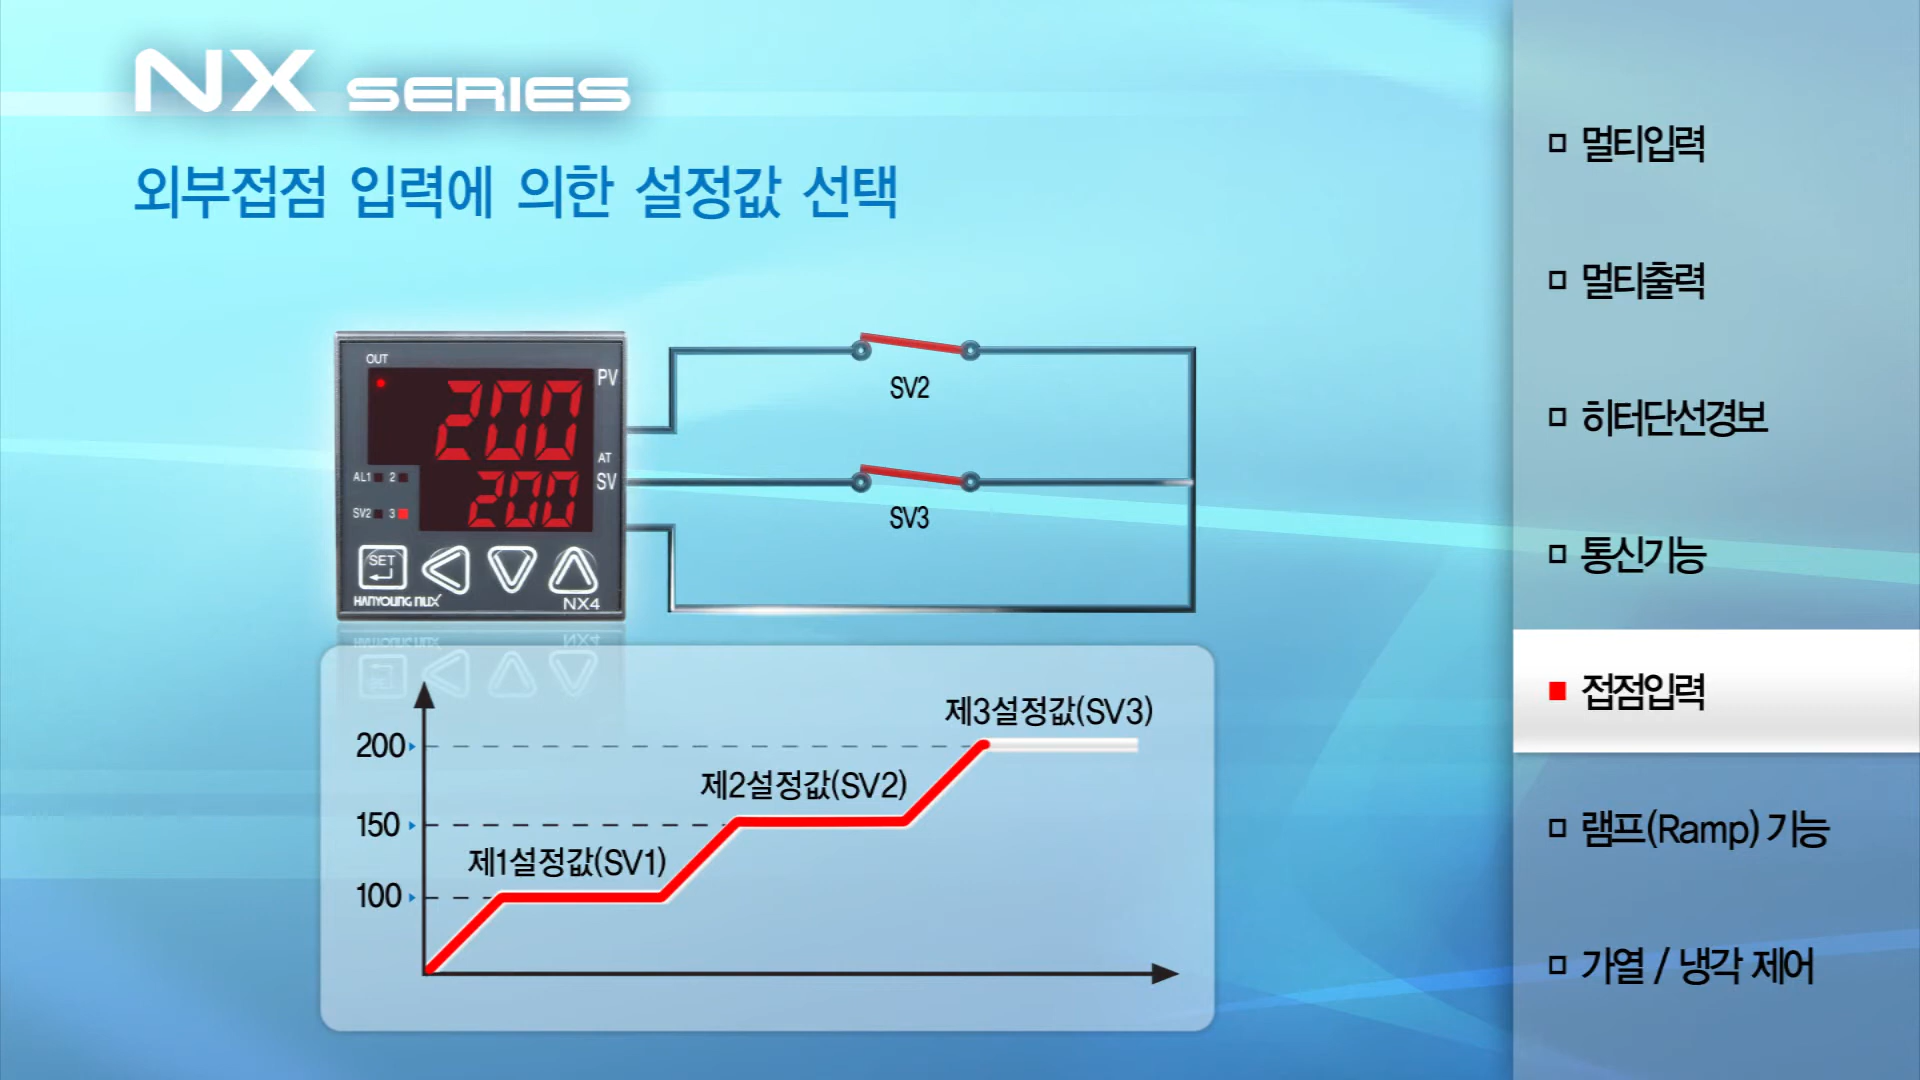 NX SERIES
외부접점 입력에 의한 설정값 선택
OUT
PV
200
AT
SV
200
AL1 2
SV2 3
SET
HANYOUNG NUX
NX4
SV2
SV3
200
150
100
제1설정값(SV1)
제2설정값(SV2)
제3설정값(SV3)
멀티입력
멀티출력
히터단선경보
통신기능
접점입력
램프(Ramp) 기능
가열 / 냉각 제어